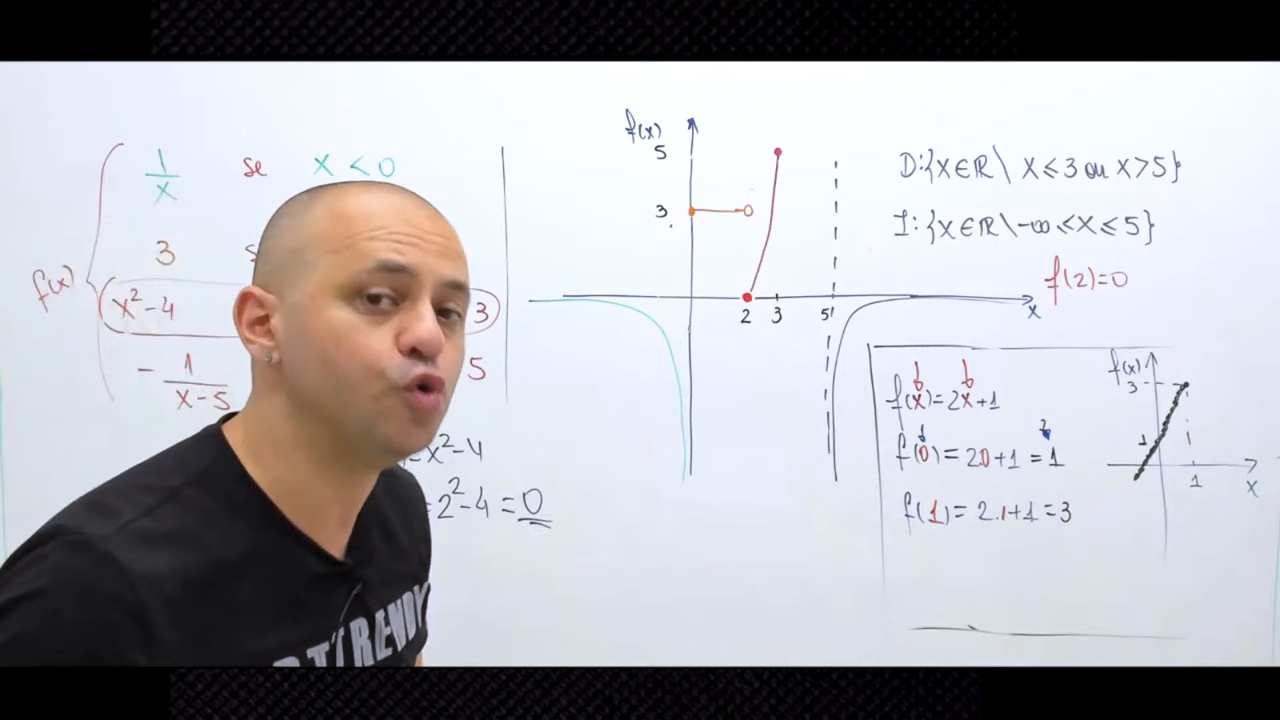 f(x)
1/x se x < 0
3
x²-4 3
- 1/(x-5) 5
x²-4
=2²-4 = 0
f(x)
5
3
2 3 5
x
D:{x∈R \ x⩽3 ou x>5}
I:{x∈R \ -∞<x⩽5}
f(2)=0
f(x)=2x+1
f(0)=2.0+1=1
f(1)=2.1+1=3
f(x)
3
1
1
x